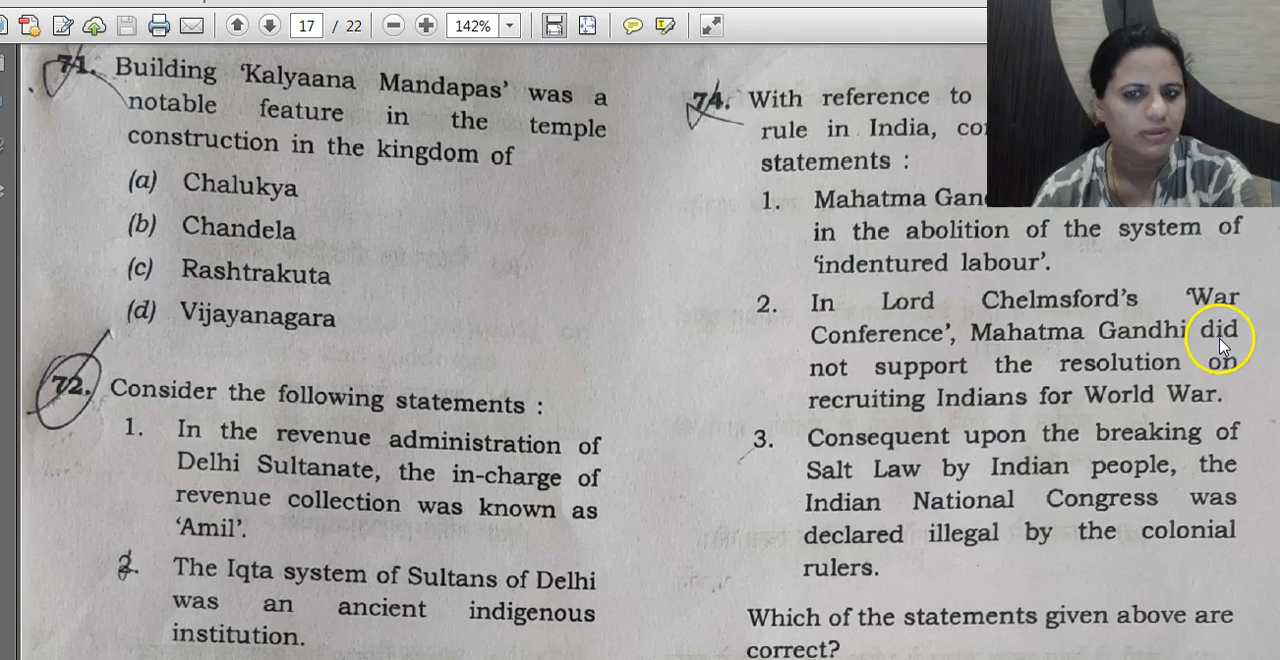 17 / 22
142%
71. Building ‘Kalyaana Mandapas’ was a
notable feature in the temple
construction in the kingdom of
(a) Chalukya
(b) Chandela
(c) Rashtrakuta
(d) Vijayanagara
72. Consider the following statements :
1. In the revenue administration of
Delhi Sultanate, the in-charge of
revenue collection was known as
‘Amil’.
2. The Iqta system of Sultans of Delhi
was an ancient indigenous
institution.
74. With reference to
rule in India,
statements :
1. Mahatma
in the abolition of the system of
‘indentured labour’.
2. In Lord Chelmsford’s ‘War
Conference’, Mahatma Gandhi did
not support the resolution on
recruiting Indians for World War.
3. Consequent upon the breaking of
Salt Law by Indian people, the
Indian National Congress was
declared illegal by the colonial
rulers.
Which of the statements given above are
correct?